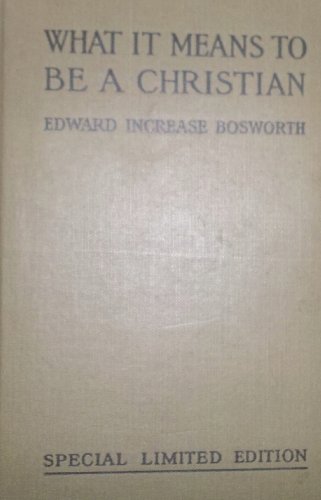 WHAT IT MEANS TO
BE A CHRISTIAN
EDWARD INCREASE BOSWORTH
SPECIAL LIMITED EDITION